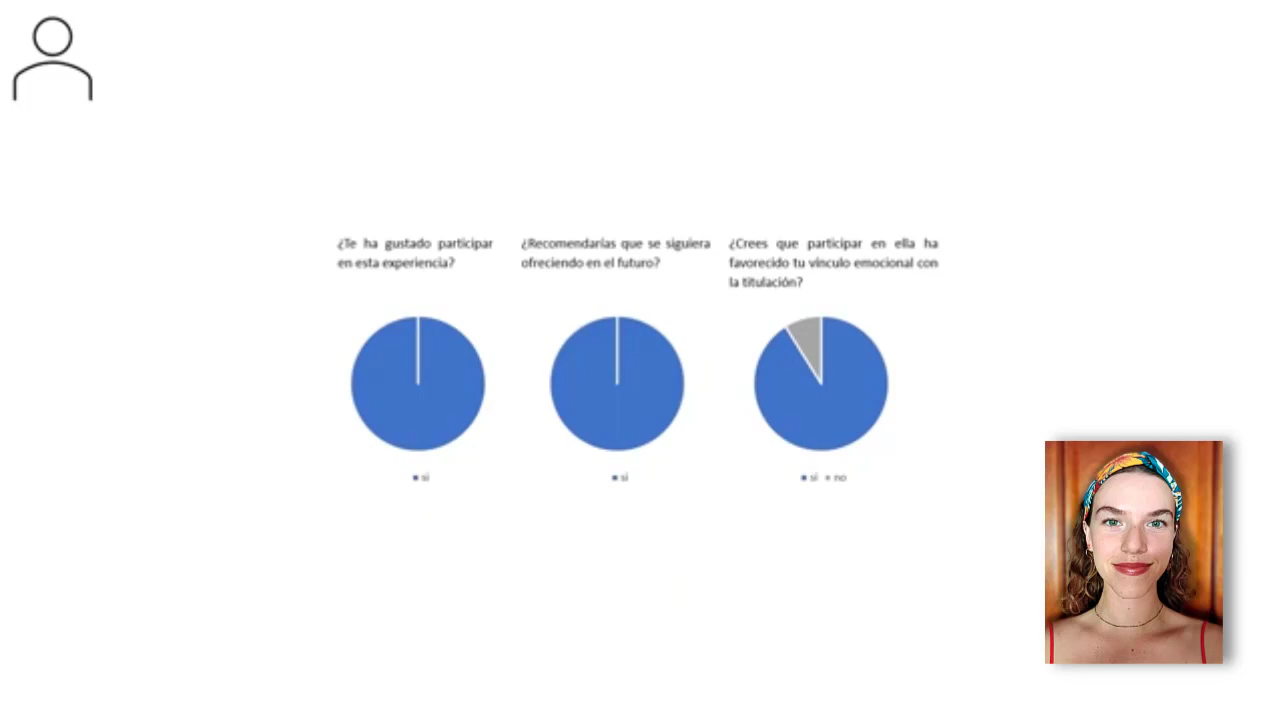 ¿Te ha gustado participar
en esta experiencia?
¿Recomendarías que se siguiera
ofreciendo en el futuro?
¿Crees que participar en ella ha
favorecido tu vínculo emocional con
la titulación?
sí
sí
sí no